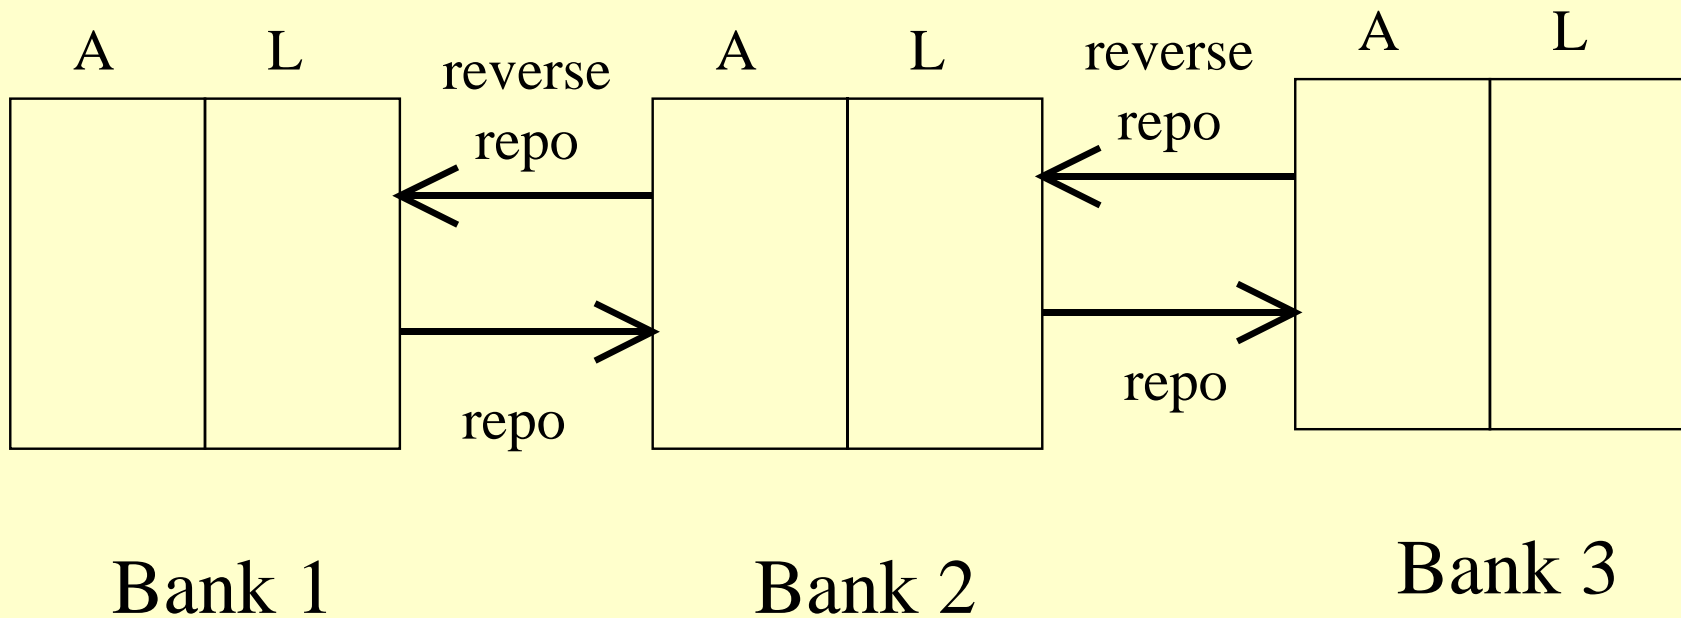 A L
reverse
repo
repo
A L
reverse
repo
repo
A L
Bank 1
Bank 2
Bank 3